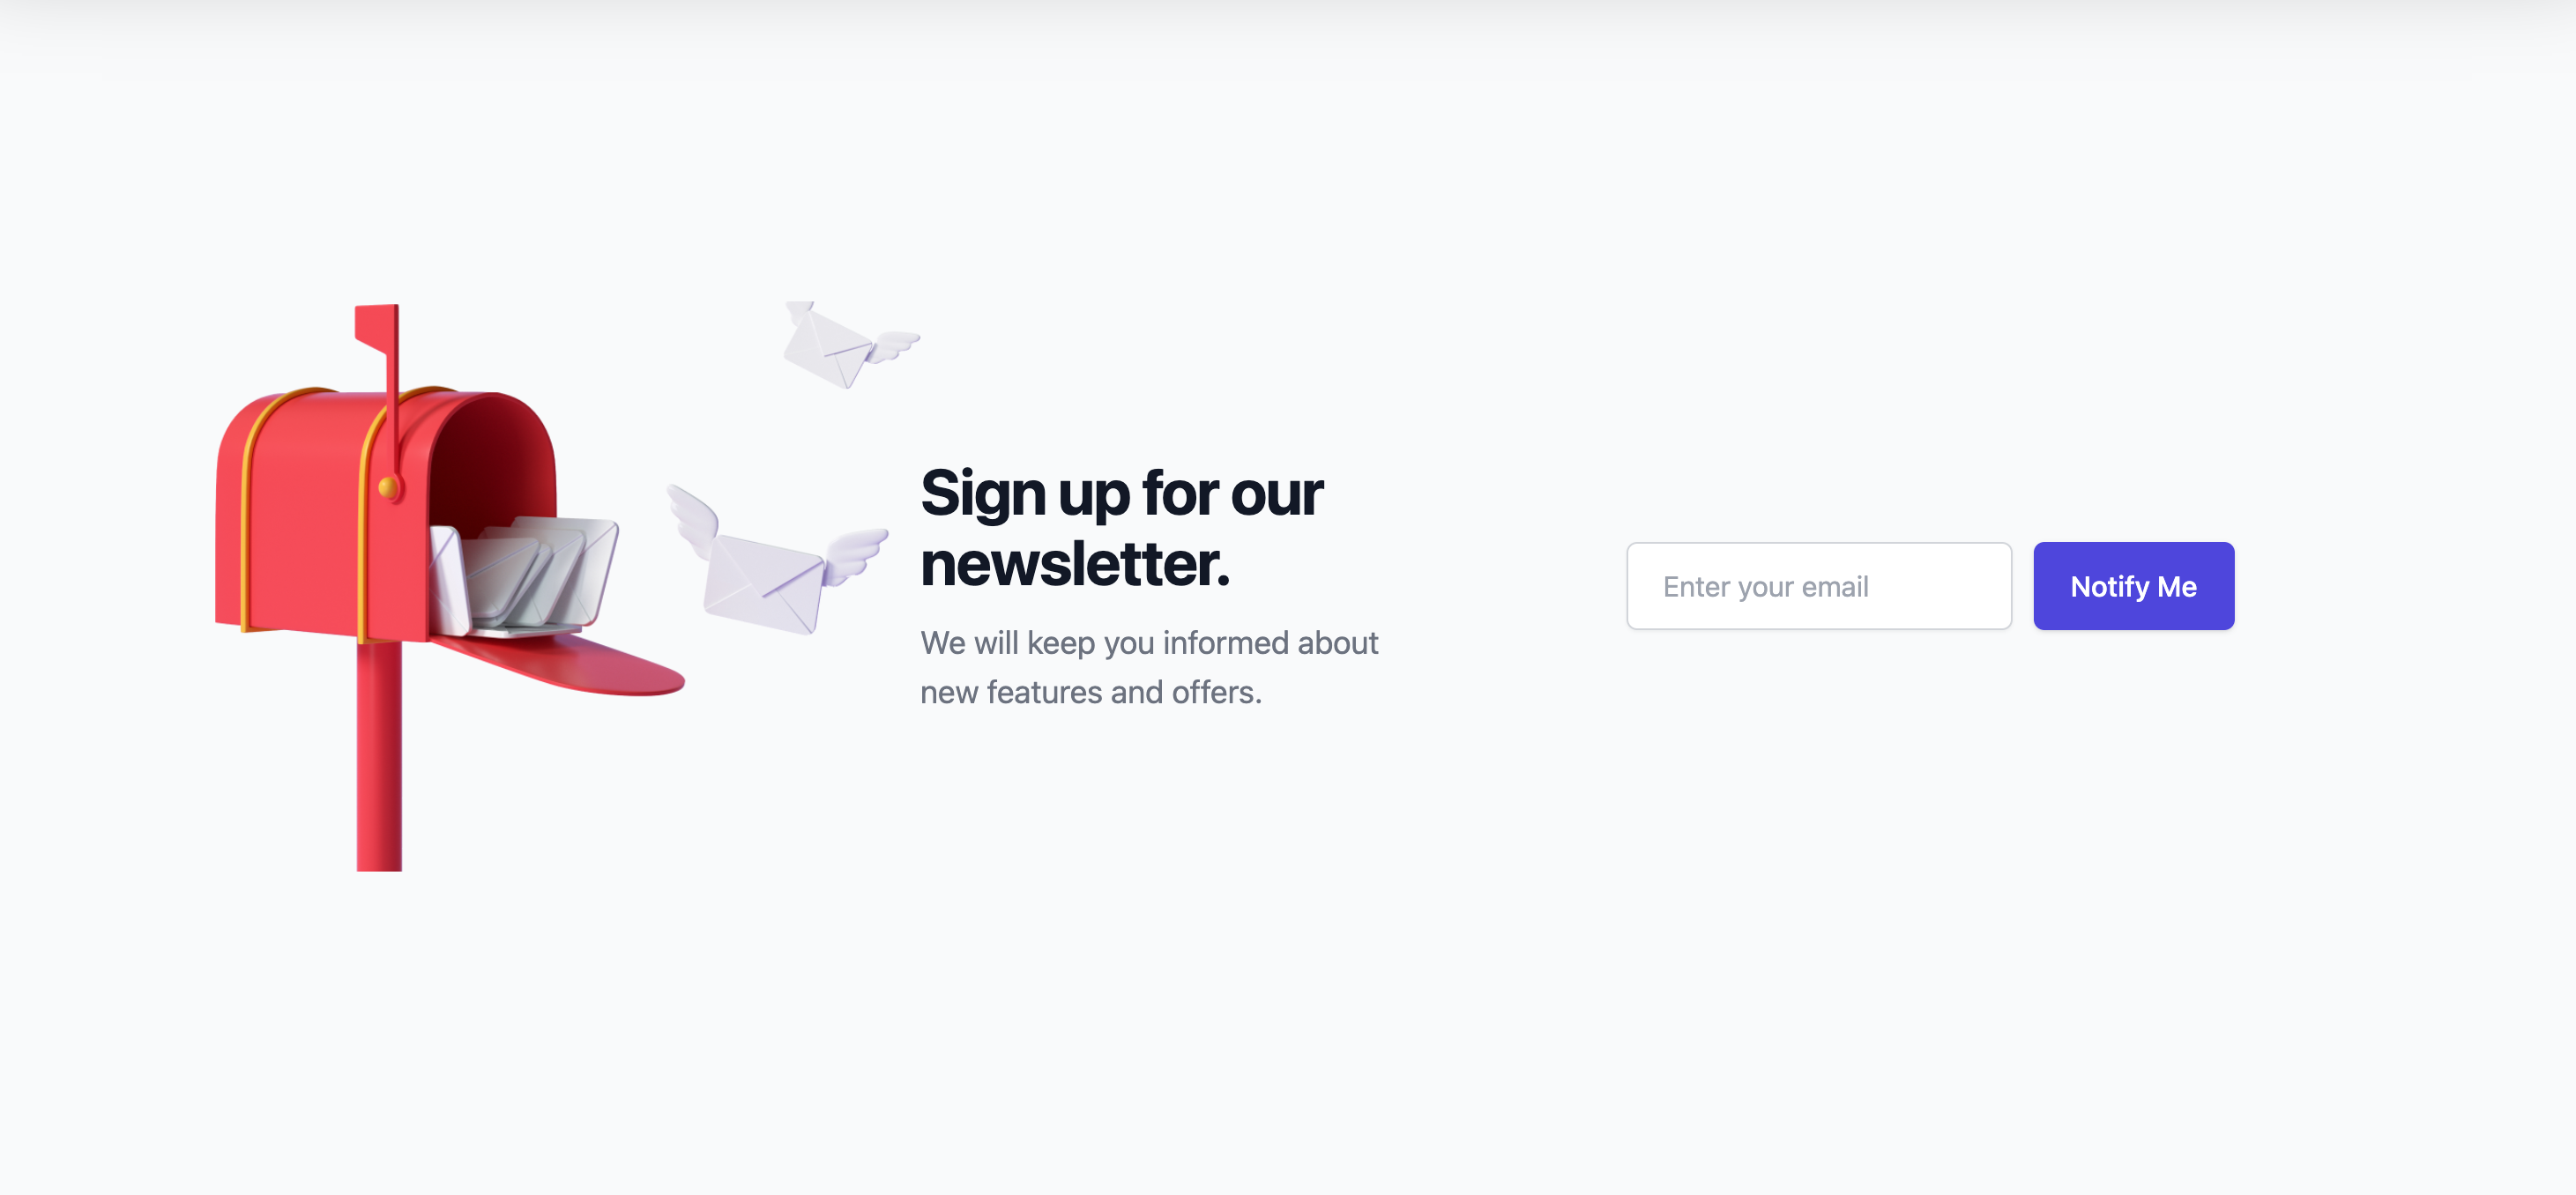 Sign up for our
newsletter.
We will keep you informed about
new features and offers.
Enter your email
Notify Me